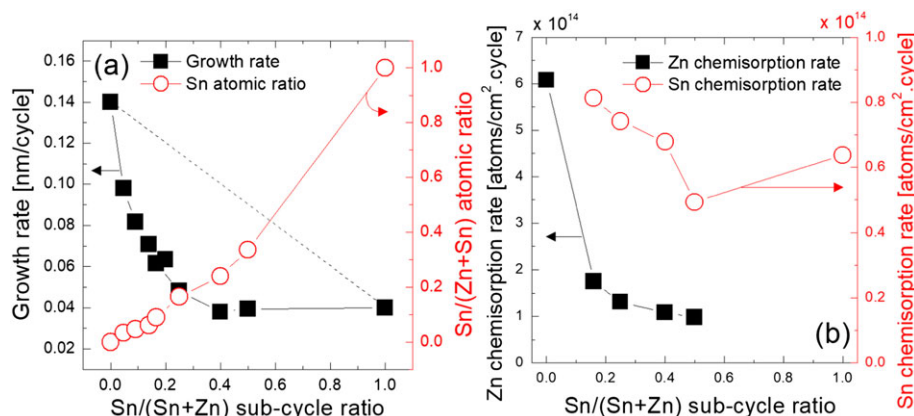 (a)
Growth rate
Sn atomic ratio
0.16
0.14
0.12
0.10
0.08
0.06
0.04
0.02
Growth rate [nm/cycle]
0.0 0.2 0.4 0.6 0.8 1.0
Sn/(Sn+Zn) sub-cycle ratio
1.0
0.8
0.6
0.4
0.2
0.0
Sn/(Zn+Sn) atomic ratio
x 10^14
x 10^14
Zn chemisorption rate
Sn chemisorption rate
7
6
5
4
3
2
1
0
Zn chemisorption rate [atoms/cm².cycle]
(b)
0.0 0.2 0.4 0.6 0.8 1.0
Sn/(Sn+Zn) sub-cycle ratio
1.0
0.8
0.6
0.4
0.2
0.0
Sn chemisorption rate [atoms/cm².cycle]